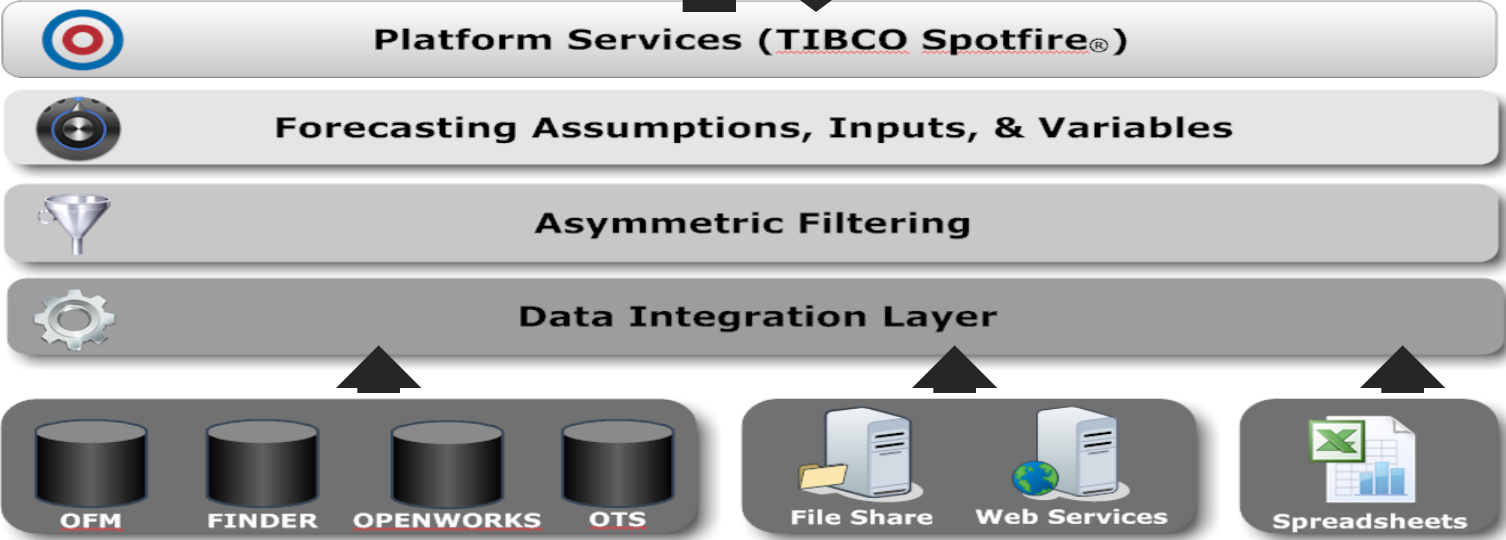 Platform Services (TIBCO Spotfire®)
Forecasting Assumptions, Inputs, & Variables
Asymmetric Filtering
Data Integration Layer
OFM FINDER OPENWORKS OTS File Share Web Services Spreadsheets